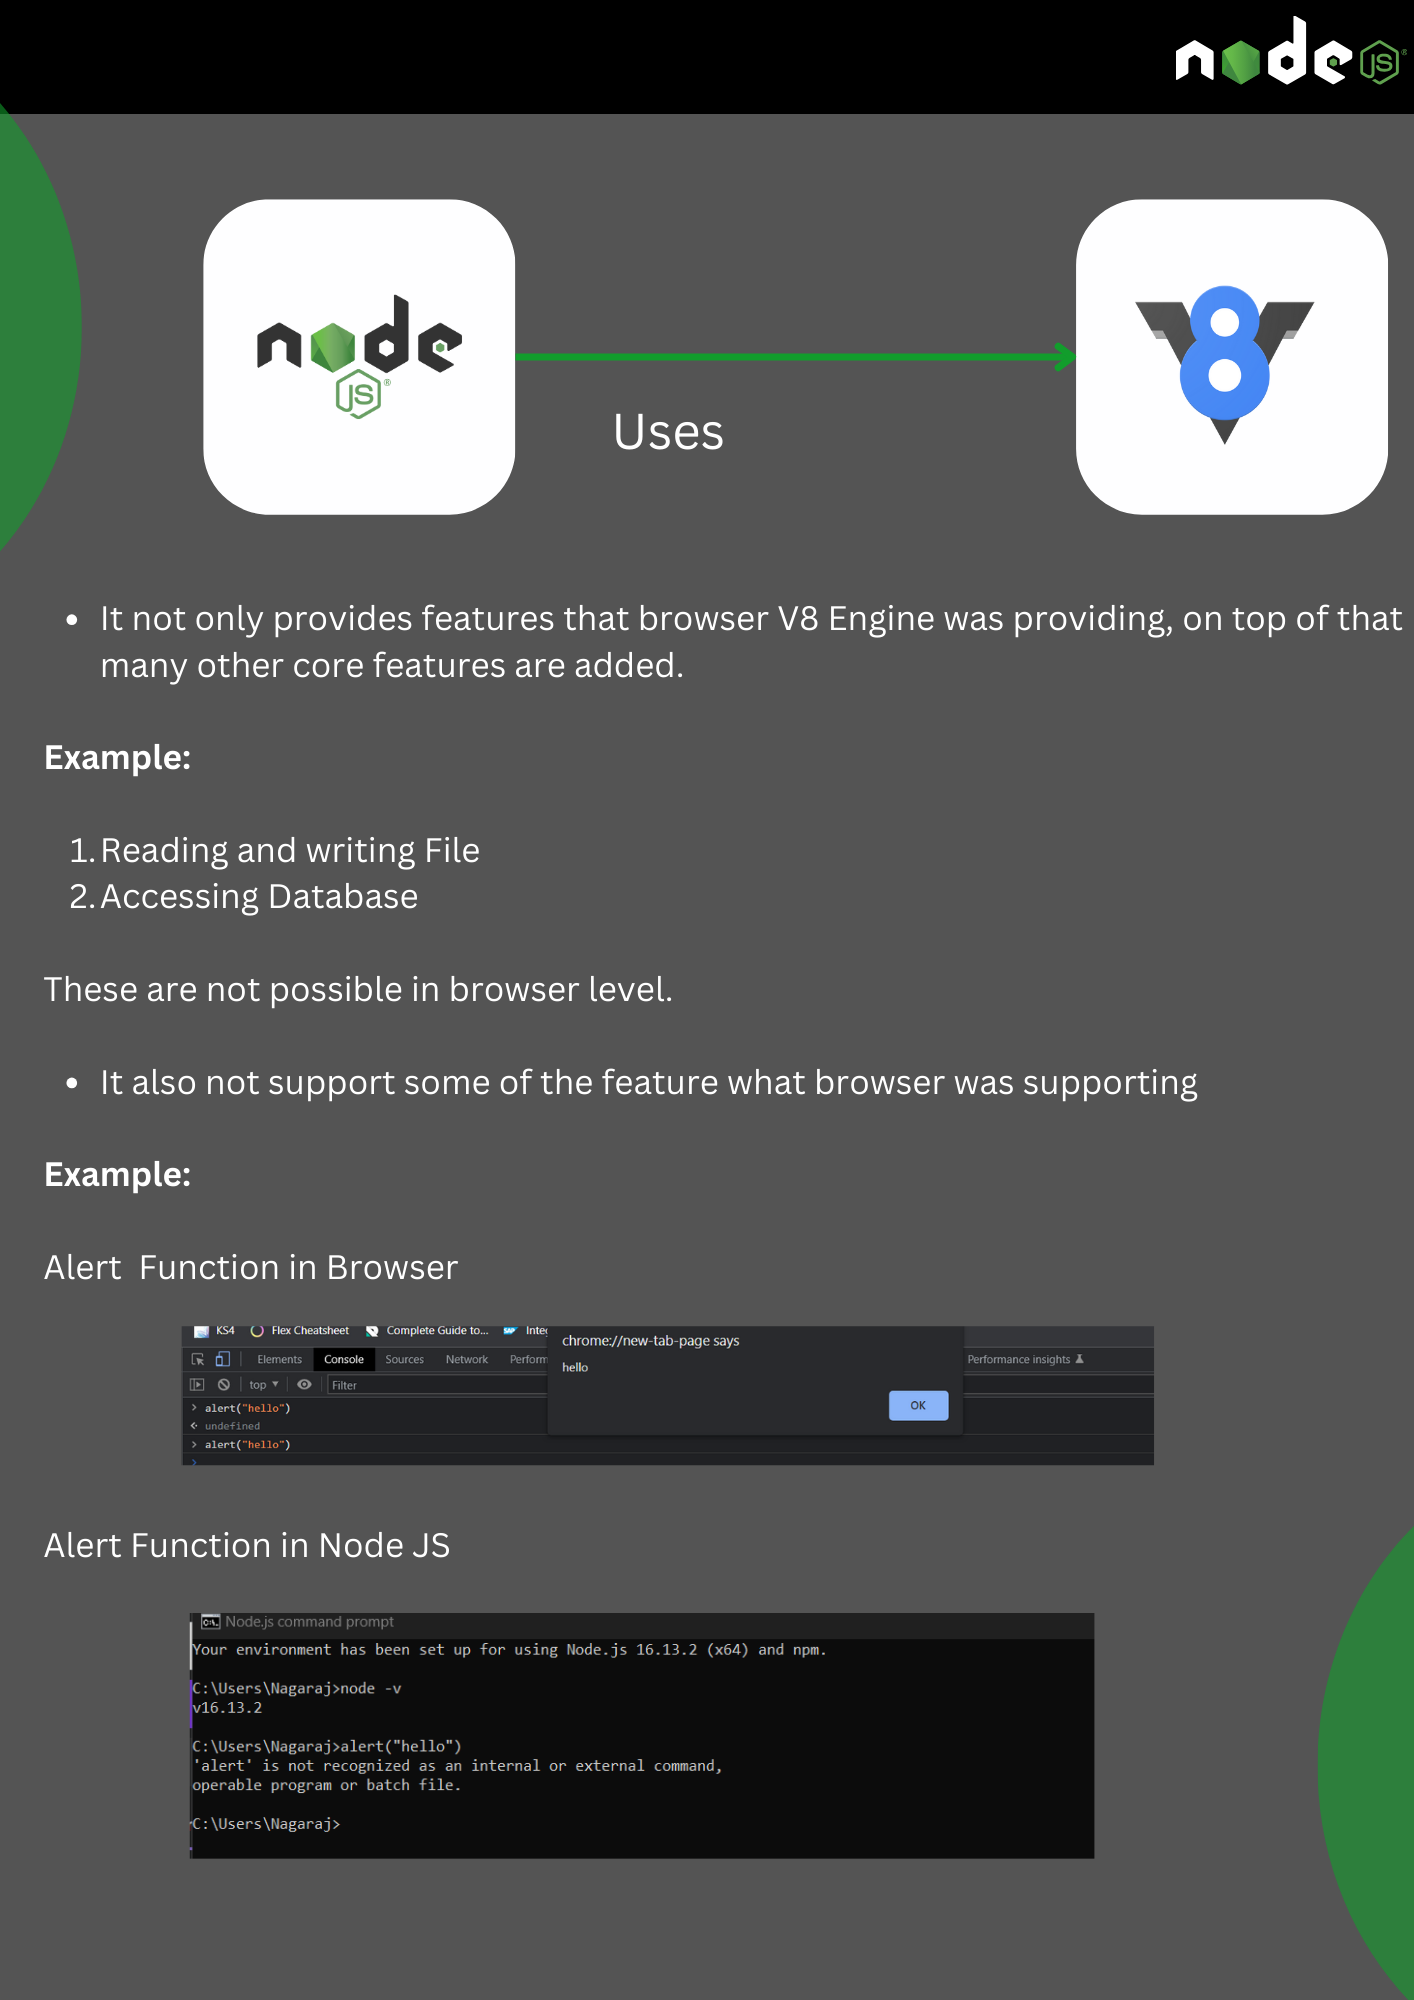 node JS
node
JS
V8
Uses
• It not only provides features that browser V8 Engine was providing, on top of that
many other core features are added.
Example:
1. Reading and writing File
2. Accessing Database
These are not possible in browser level.
• It also not support some of the feature what browser was supporting
Example:
Alert Function in Browser
KS4 Flex Cheatsheet Complete Guide to... Integ
chrome://new-tab-page says
Elements Console Sources Network Perform Performance insights
hello
top Filter
OK
> alert("hello")
undefined
> alert("hello")
>
Alert Function in Node JS
Node.js command prompt
Your environment has been set up for using Node.js 16.13.2 (x64) and npm.
C:\Users\Nagaraj>node -v
v16.13.2
C:\Users\Nagaraj>alert("hello")
'alert' is not recognized as an internal or external command,
operable program or batch file.
C:\Users\Nagaraj>